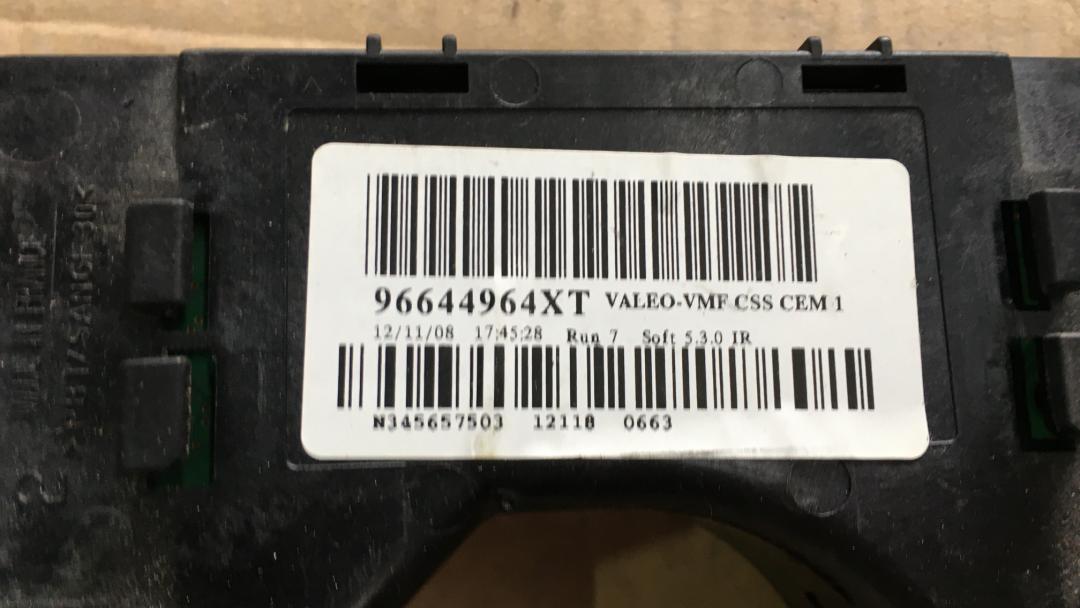 96644964XT VALEO-VMF CSS CEM 1
12/11/08 17:45:28 Run 7 Soft 5.3.0 IR
N345657503 12118 0663